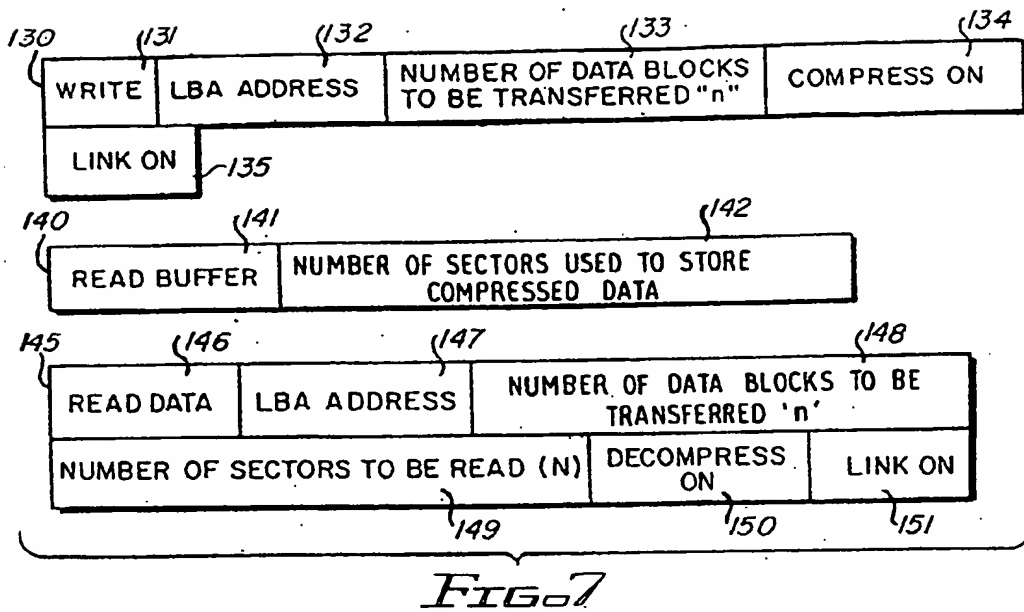 130 131 132 133 134
WRITE LBA ADDRESS NUMBER OF DATA BLOCKS TO BE TRANSFERRED "n" COMPRESS ON
LINK ON 135
140 141 142
READ BUFFER NUMBER OF SECTORS USED TO STORE COMPRESSED DATA
145 146 147 148
READ DATA LBA ADDRESS NUMBER OF DATA BLOCKS TO BE TRANSFERRED 'n'
NUMBER OF SECTORS TO BE READ (N) DECOMPRESS ON LINK ON
149 150 151
FIG. 7